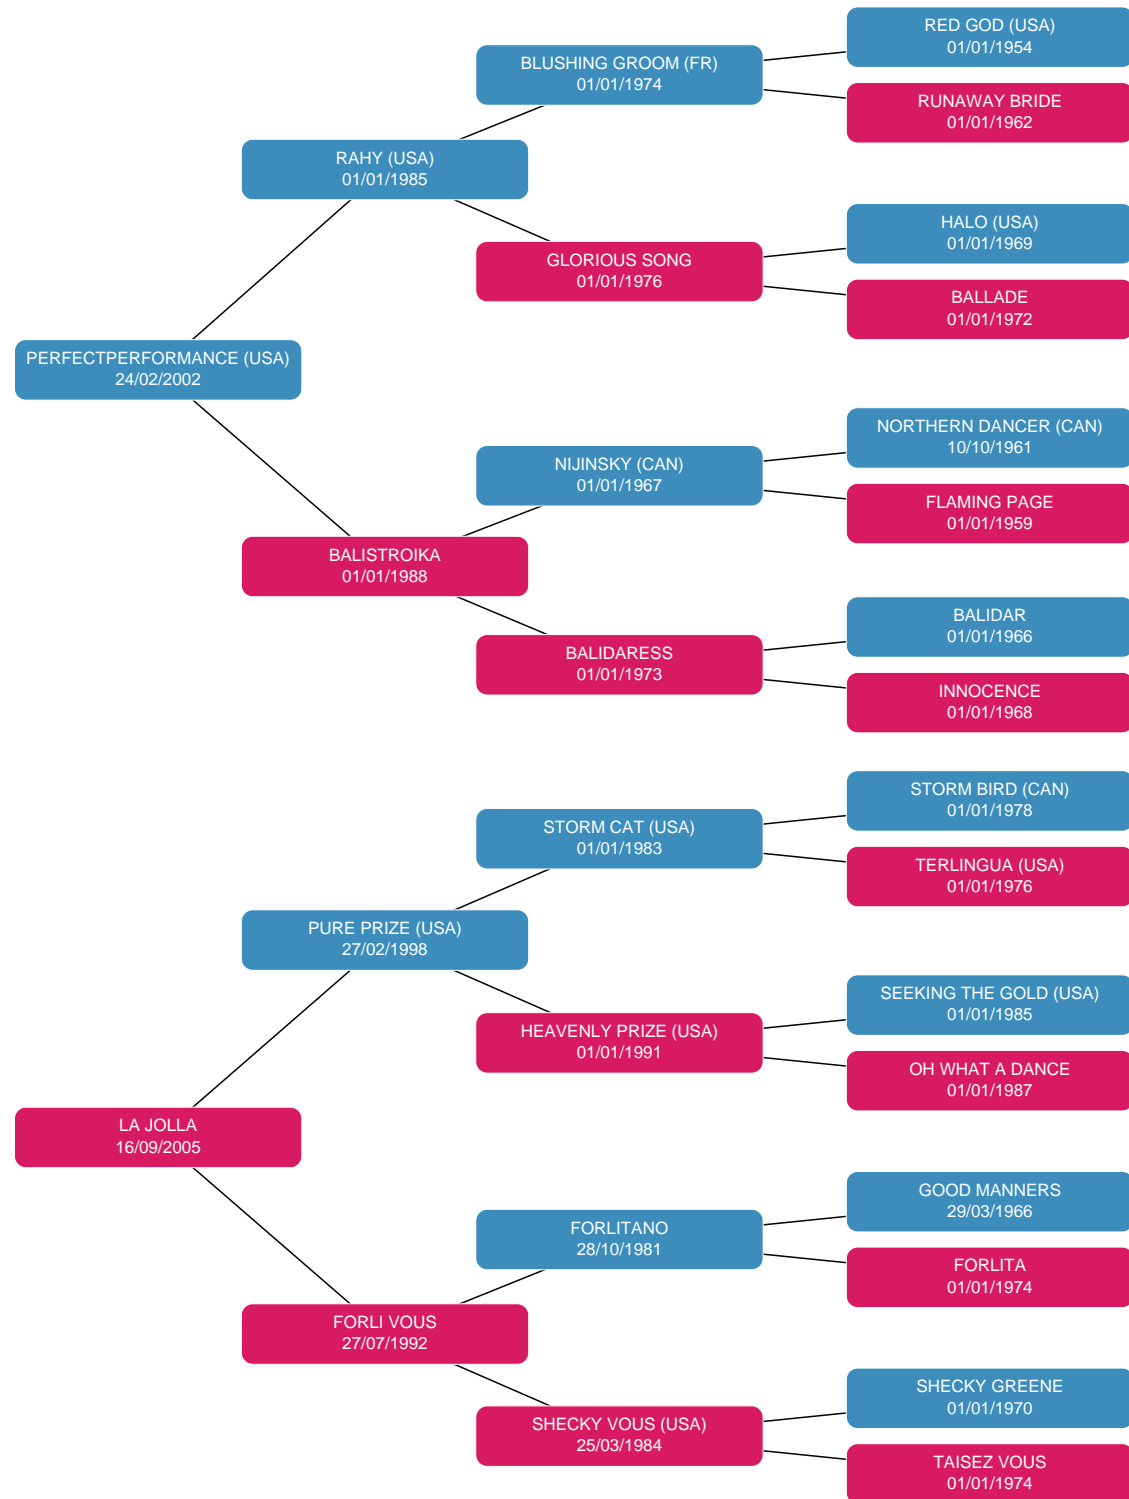 RED GOD (USA)
01/01/1954
BLUSHING GROOM (FR)
01/01/1974
RUNAWAY BRIDE
01/01/1962
RAHY (USA)
01/01/1985
HALO (USA)
01/01/1969
GLORIOUS SONG
01/01/1976
BALLADE
01/01/1972
PERFECTPERFORMANCE (USA)
24/02/2002
NORTHERN DANCER (CAN)
10/10/1961
NIJINSKY (CAN)
01/01/1967
FLAMING PAGE
01/01/1959
BALISTROIKA
01/01/1988
BALIDAR
01/01/1966
BALIDARESS
01/01/1973
INNOCENCE
01/01/1968
STORM BIRD (CAN)
01/01/1978
STORM CAT (USA)
01/01/1983
TERLINGUA (USA)
01/01/1976
PURE PRIZE (USA)
27/02/1998
SEEKING THE GOLD (USA)
01/01/1985
HEAVENLY PRIZE (USA)
01/01/1991
OH WHAT A DANCE
01/01/1987
LA JOLLA
16/09/2005
GOOD MANNERS
29/03/1966
FORLITANO
28/10/1981
FORLITA
01/01/1974
FORLI VOUS
27/07/1992
SHECKY GREENE
01/01/1970
SHECKY VOUS (USA)
25/03/1984
TAISEZ VOUS
01/01/1974